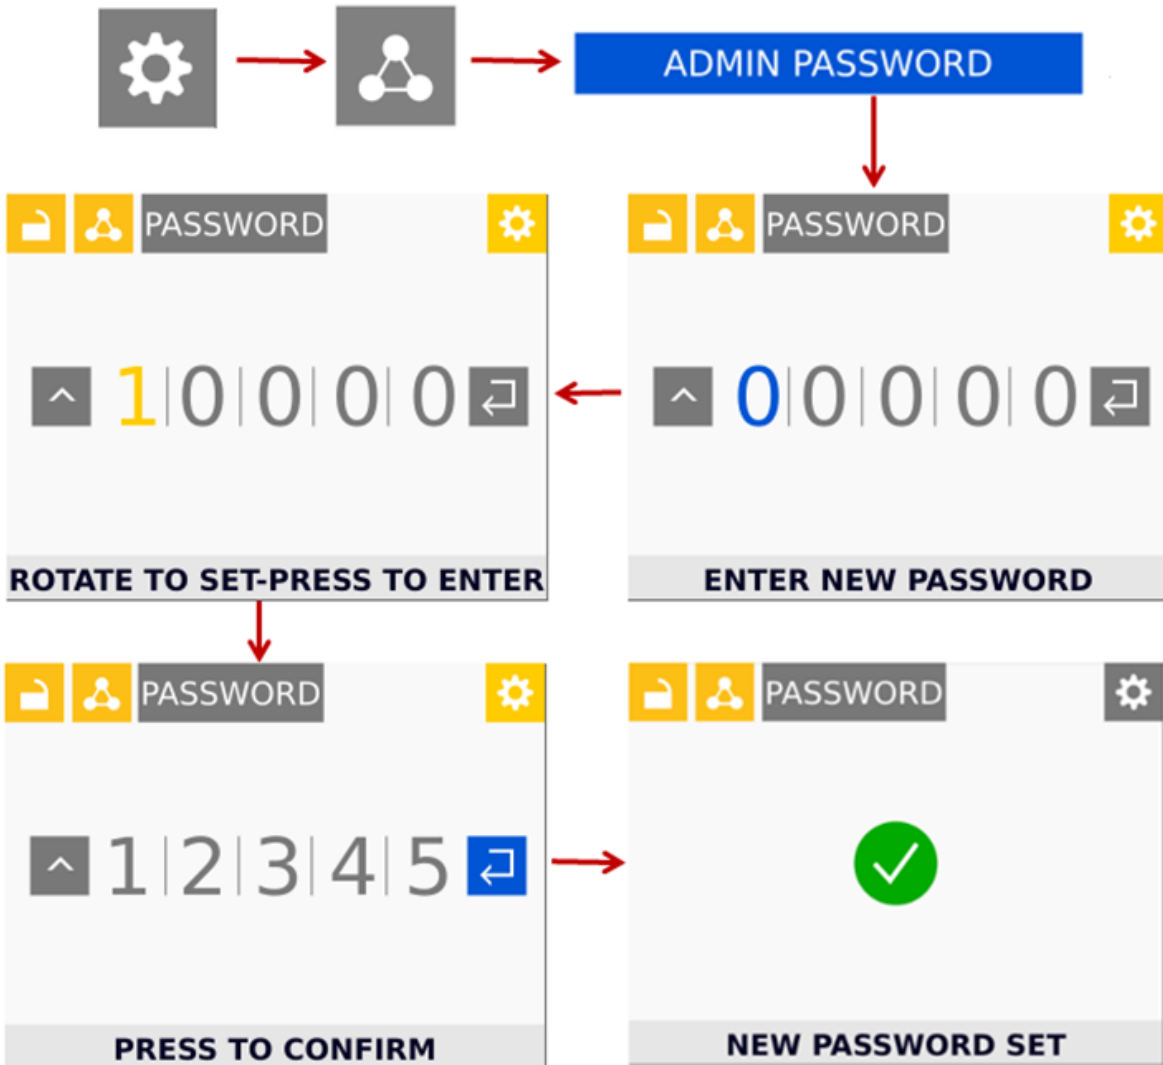 ADMIN PASSWORD
PASSWORD
0 0 0 0 0
ENTER NEW PASSWORD
PASSWORD
1 0 0 0 0
ROTATE TO SET-PRESS TO ENTER
PASSWORD
1 2 3 4 5
PRESS TO CONFIRM
PASSWORD
NEW PASSWORD SET